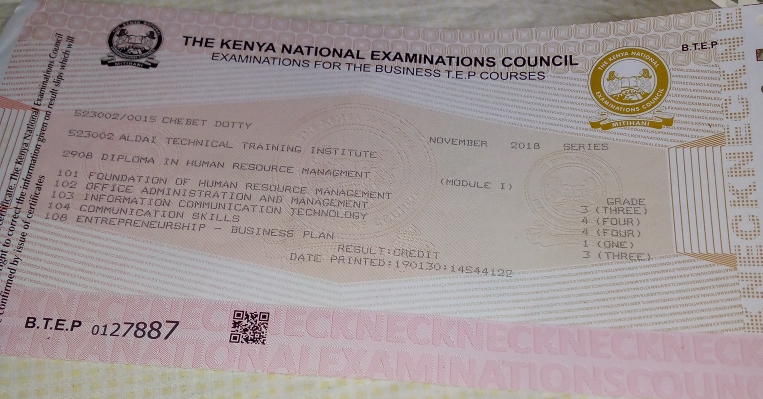 THE KENYA NATIONAL EXAMINATIONS COUNCIL
B.T.E.P
EXAMINATIONS FOR THE BUSINESS T.E.P COURSES
THE KENYA NATIONAL
EXAMINATIONS COUNCIL
MITIHANI
MITIHANI
523002/0015 CHEBET DOTTY
523002 ALDAI TECHNICAL TRAINING INSTITUTE
NOVEMBER 2018 SERIES
2908 DIPLOMA IN HUMAN RESOURCE MANAGMENT
(MODULE I)
GRADE
101 FOUNDATION OF HUMAN RESOURCE MANAGEMENT 3 (THREE)
102 OFFICE ADMINISTRATION AND MANAGEMENT 4 (FOUR)
103 INFORMATION COMMUNICATION TECHNOLOGY 4 (FOUR)
104 COMMUNICATION SKILLS 1 (ONE)
108 ENTREPRENEURSHIP - BUSINESS PLAN 3 (THREE)
RESULT:CREDIT
DATE PRINTED:190130:14544122
B.T.E.P 0127887
certificate. The Kenya National Examinations Council
right to correct the information given on result slips which will
confirmed by issue of certificates